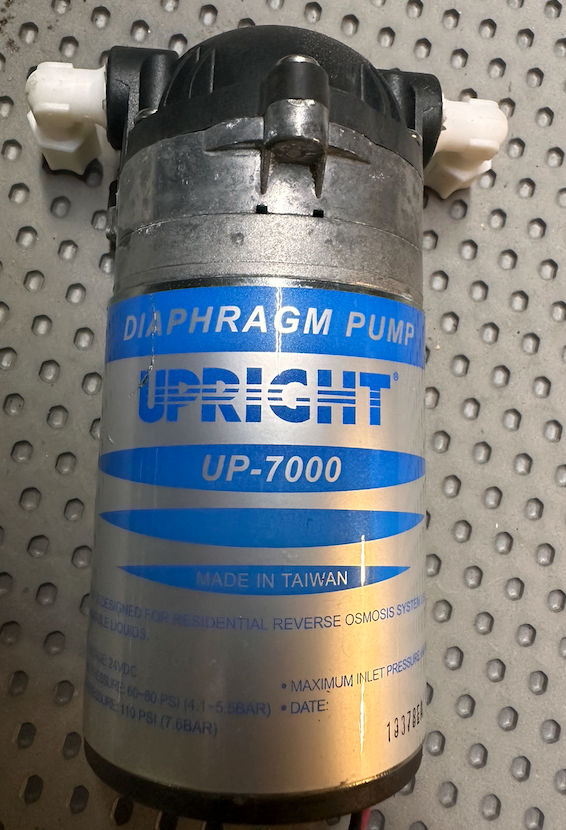 DIAPHRAGM PUMP
UPRIGHT®
UP-7000
MADE IN TAIWAN
DESIGNED FOR RESIDENTIAL REVERSE OSMOSIS SYSTEM
LIQUIDS.
24VDC
60~80 PSI (4.1~5.5BAR)
110 PSI (7.6BAR)
• MAXIMUM INLET PRESSURE
• DATE: